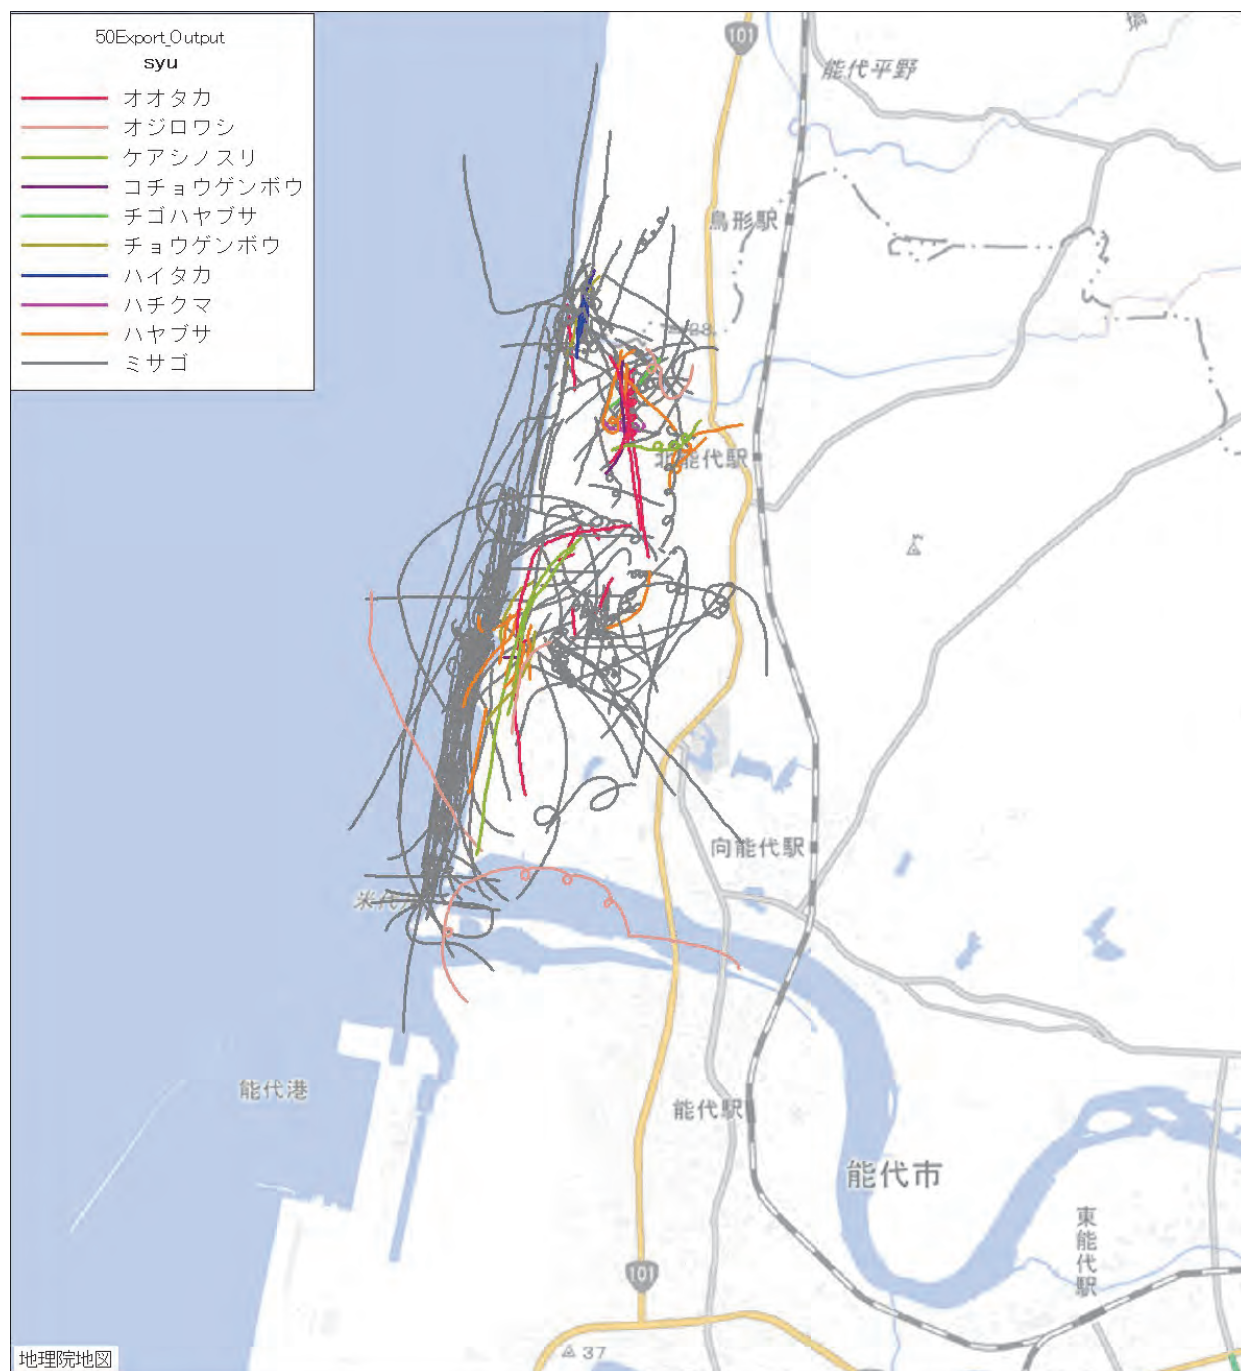 50Export_Output
syu
オオタカ
オジロワシ
ケアシノスリ
コチョウゲンボウ
チゴハヤブサ
チョウゲンボウ
ハイタカ
ハチクマ
ハヤブサ
ミサゴ
101
能代平野
鳥形駅
28
北能代駅
向能代駅
米代川
能代港
能代駅
能代市
東能代駅
101
37
地理院地図